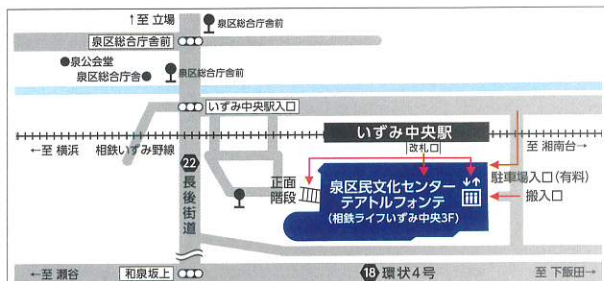 ↑至 立場
泉区総合庁舎前
泉区総合庁舎前
●泉公会堂
泉区総合庁舎●
泉区総合庁舎前
いずみ中央駅入口
いずみ中央駅
改札口
←至 横浜
相鉄いずみ野線
→至 湘南台
22
長後街道
正面
階段
泉区民文化センター
テアトルフォンテ
(相鉄ライフいずみ中央3F)
駐車場入口(有料)
搬入口
←至 瀬谷
和泉坂上
18 環状4号
至 下飯田→